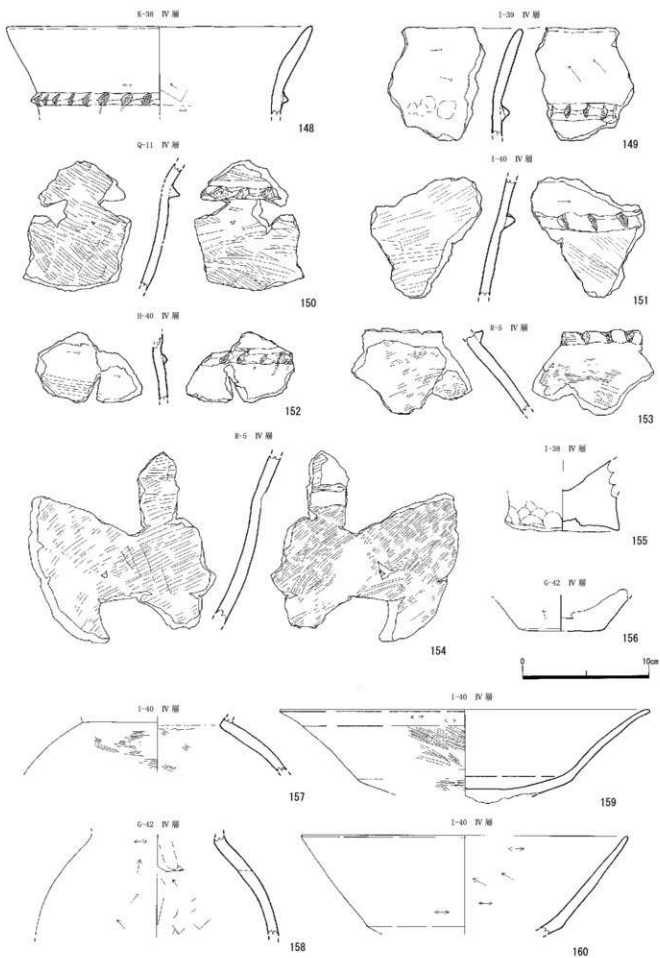 K-38 Ⅳ層
148
I-39 Ⅳ層
149
Q-11 Ⅳ層
150
I-40 Ⅳ層
151
H-40 Ⅳ層
152
R-5 Ⅳ層
153
R-5 Ⅳ層
154
I-38 Ⅳ層
155
G-42 Ⅳ層
156
0 10cm
I-40 Ⅳ層
157
I-40 Ⅳ層
159
G-42 Ⅳ層
158
I-40 Ⅳ層
160